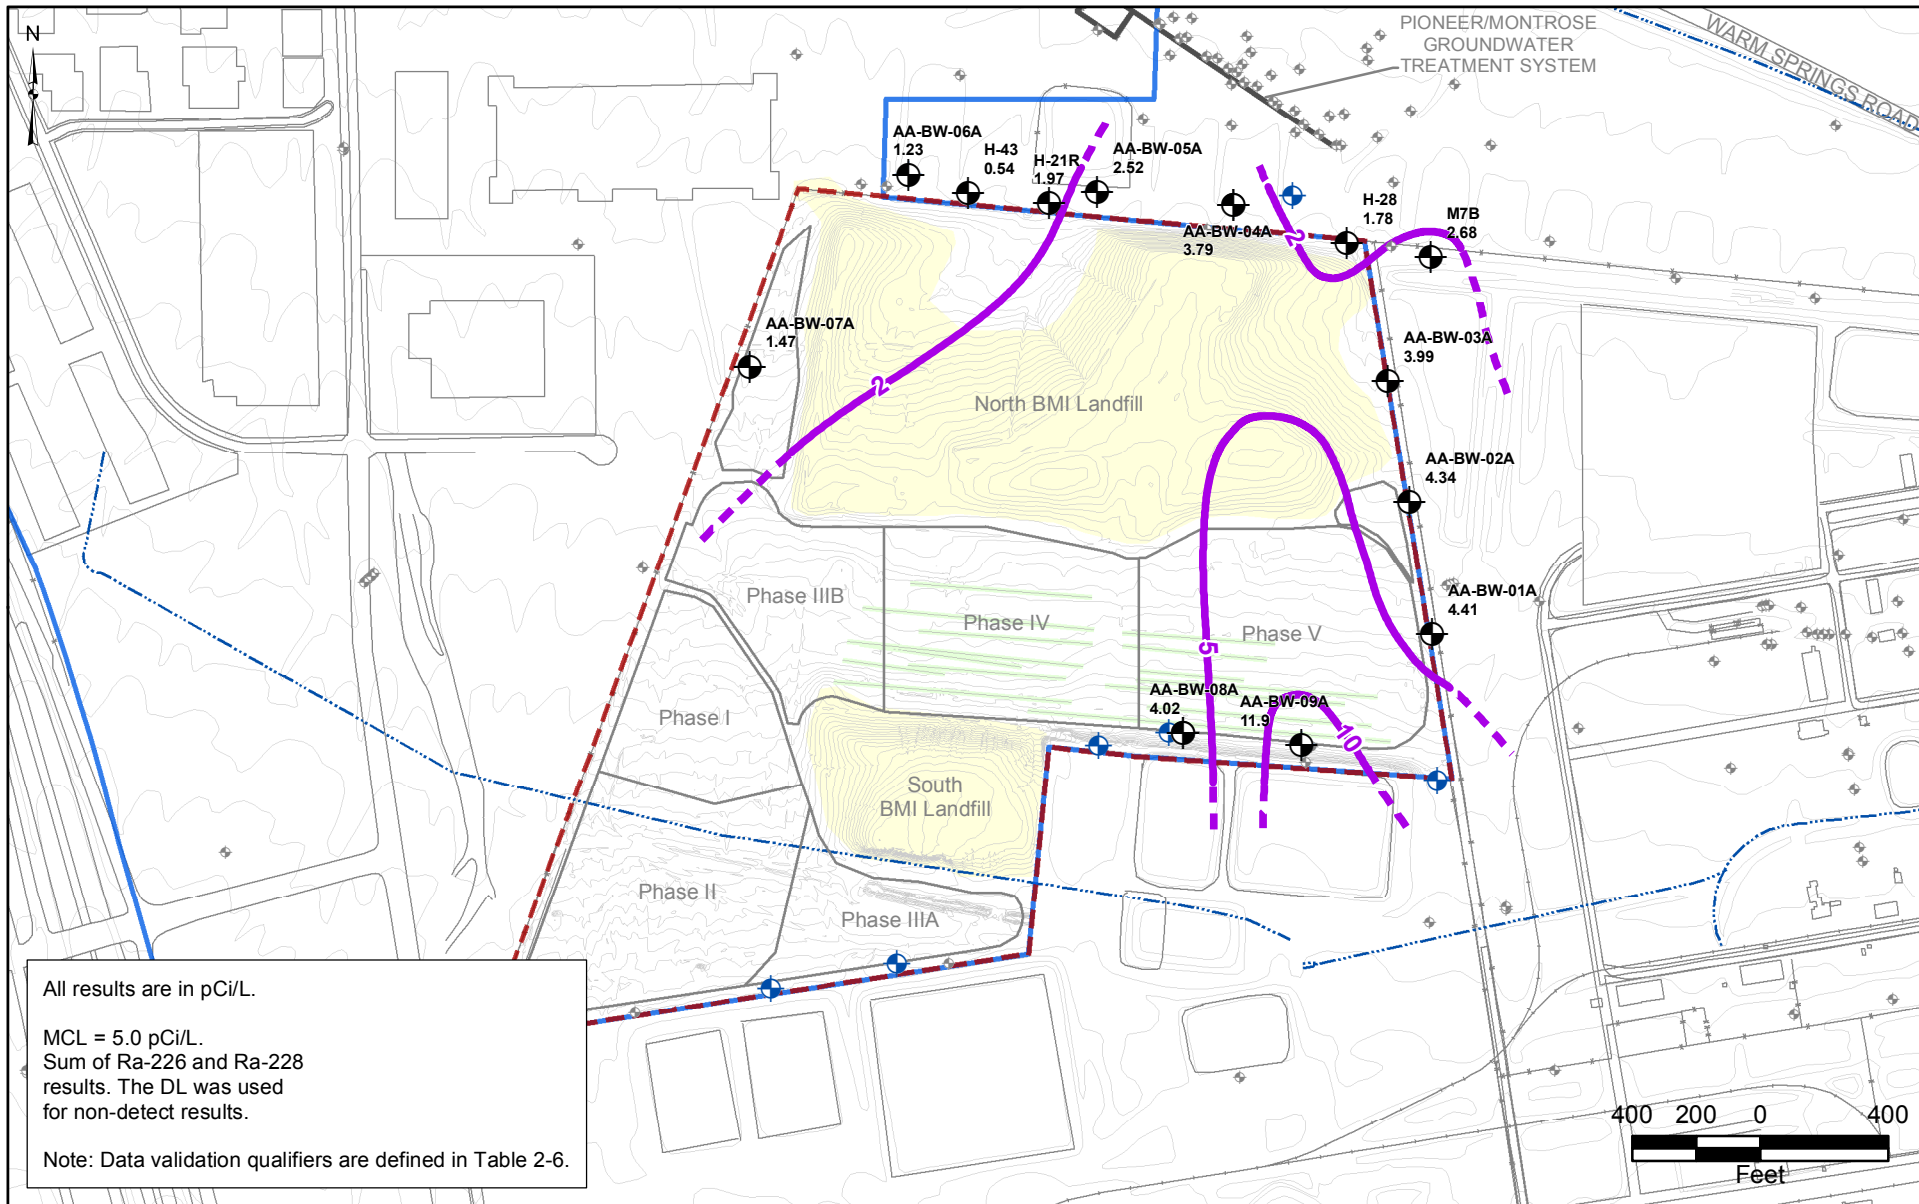 N
PIONEER/MONTROSE
GROUNDWATER
TREATMENT SYSTEM
WARM SPRINGS ROAD
AA-BW-06A
1.23
H-43
0.54
H-21R
1.97
AA-BW-05A
2.52
AA-BW-04A
3.79
2
H-28
1.78
M7B
2.68
AA-BW-07A
1.47
AA-BW-03A
3.99
2
North BMI Landfill
AA-BW-02A
4.34
AA-BW-01A
4.41
Phase IIIB
Phase IV
Phase V
5
AA-BW-08A
4.02
AA-BW-09A
11.9
10
Phase I
South
BMI Landfill
Phase II
Phase IIIA
All results are in pCi/L.
MCL = 5.0 pCi/L.
Sum of Ra-226 and Ra-228
results. The DL was used
for non-detect results.
Note: Data validation qualifiers are defined in Table 2-6.
400 200 0 400
Feet